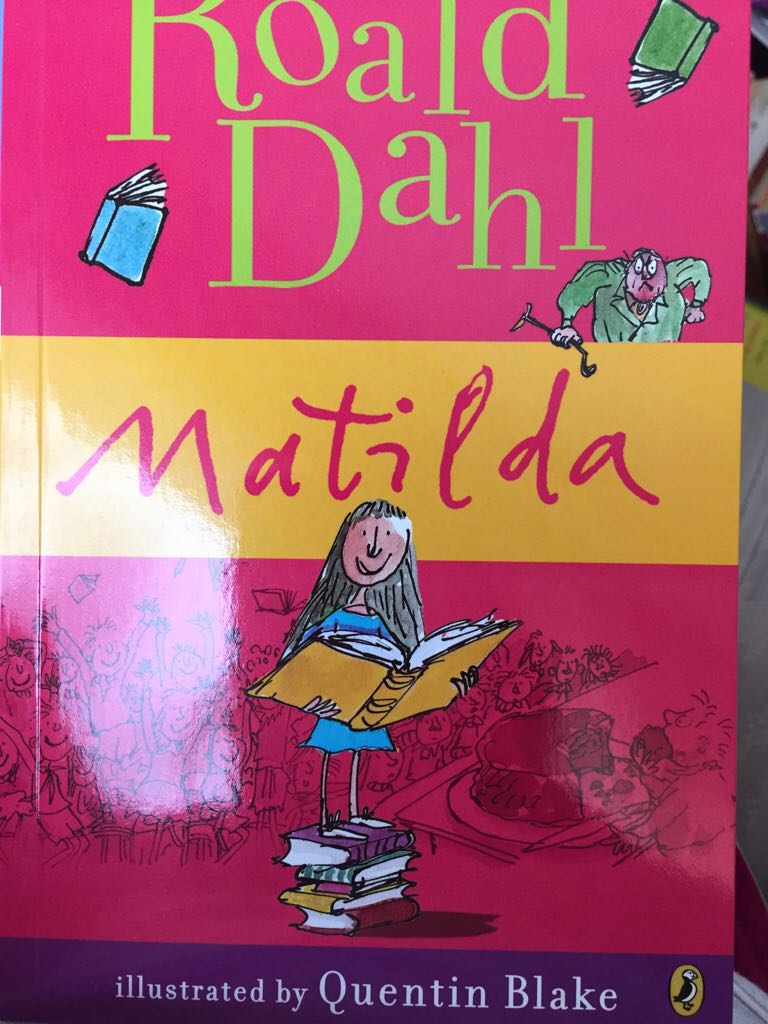 Roald
Dahl
Matilda
illustrated by Quentin Blake